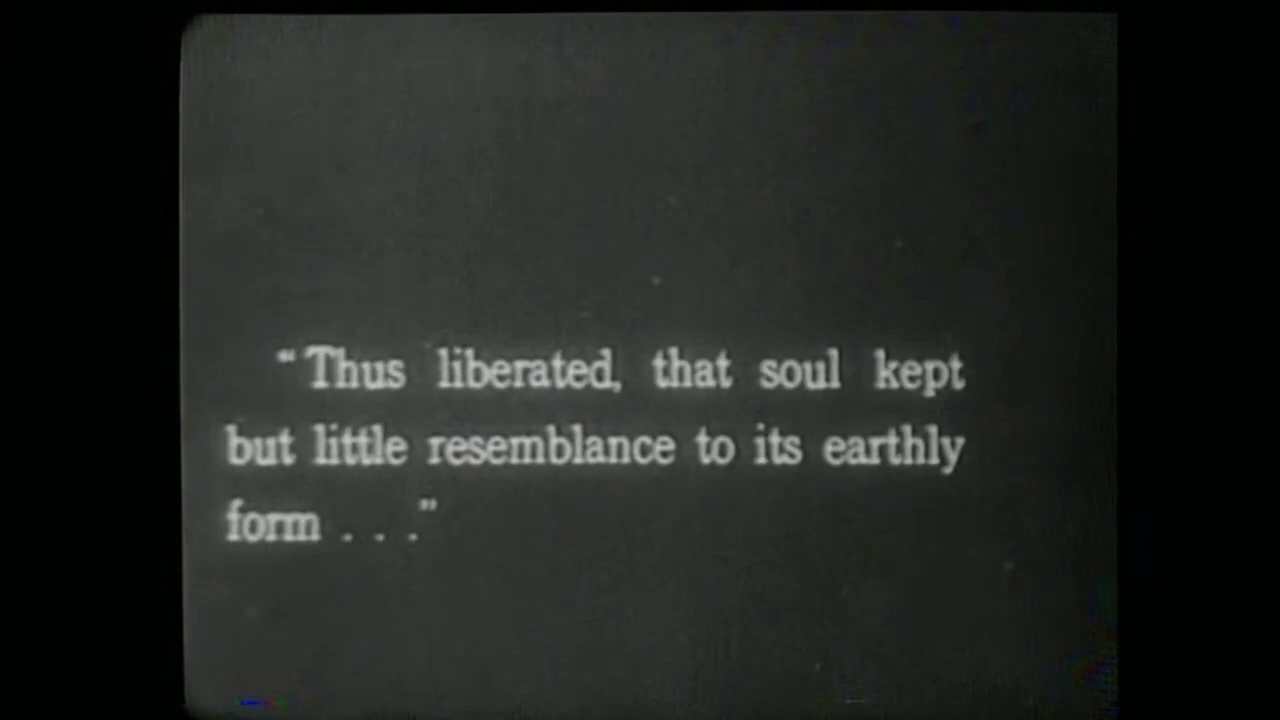 “Thus liberated, that soul kept
but little resemblance to its earthly
form . . .”